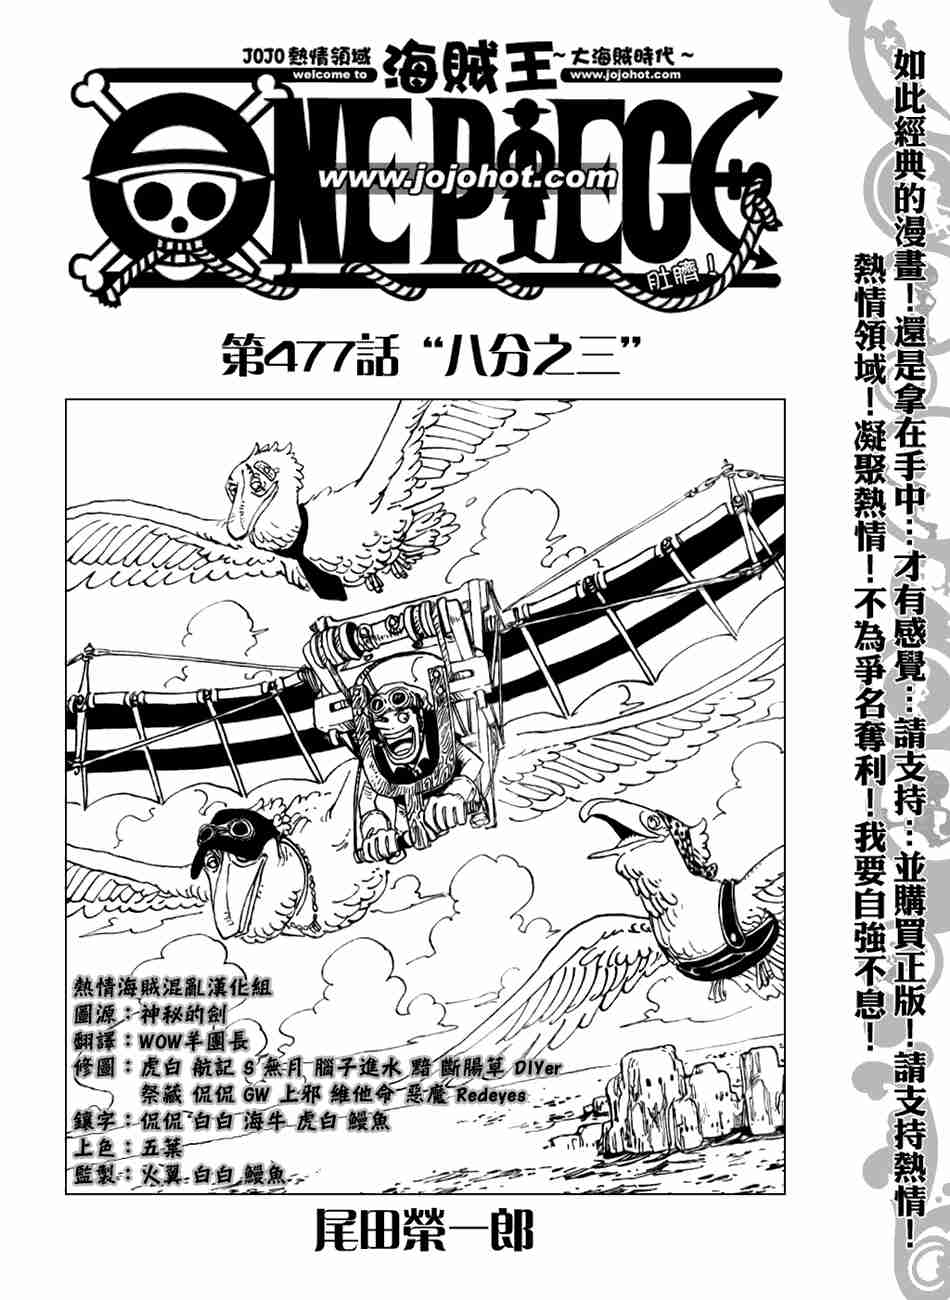 JOJO熱情領域 海賊王 ~大海賊時代~
welcome to www.jojohot.com
ONE PIECE
www.jojohot.com
肚臍！
第477話 “八分之三”
熱情海賊混亂漢化組
圖源：神秘的劍
翻譯：WOW羊團長
修圖：虎白 航記 S 無月 腦子進水 黯 斷腸草 DIYer
祭藏 侃侃 GW 上邪 維他命 惡魔 Redeyes
鑲字：侃侃 白白 海牛 虎白 鰻魚
上色：五葉
監製：火翼 白白 鰻魚
尾田榮一郎
如此經典的漫畫！還是拿在手中…才有感覺…請支持…並購買正版！請支持熱情！
熱情領域！凝聚熱情！不為爭名奪利！我要自強不息！